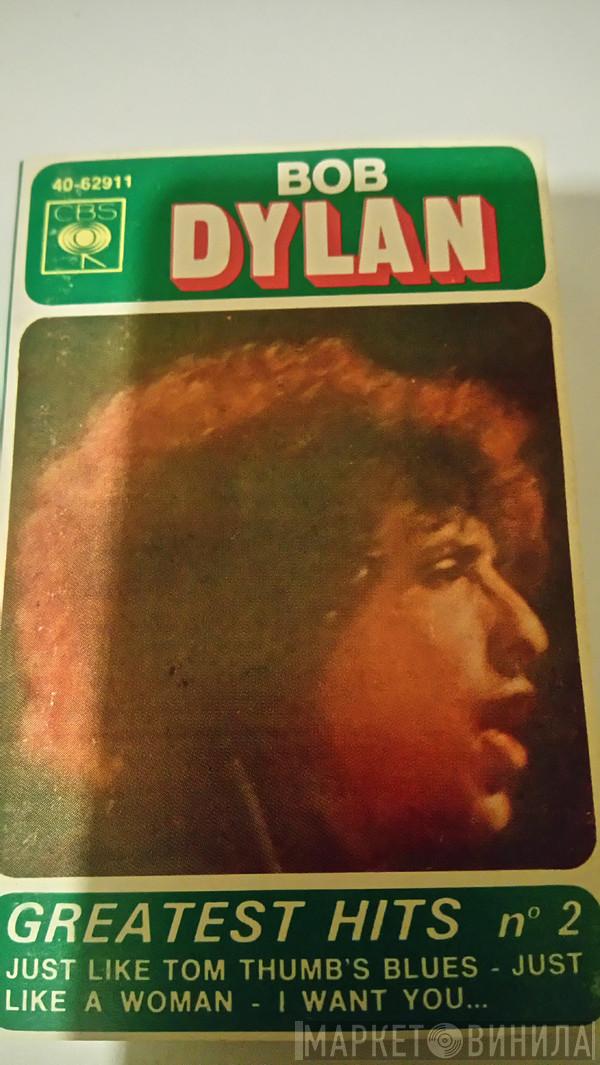 40-62911
CBS
BOB
DYLAN
GREATEST HITS nº 2
JUST LIKE TOM THUMB'S BLUES - JUST
LIKE A WOMAN - I WANT YOU...
МАРКЕТ ВИНИЛА